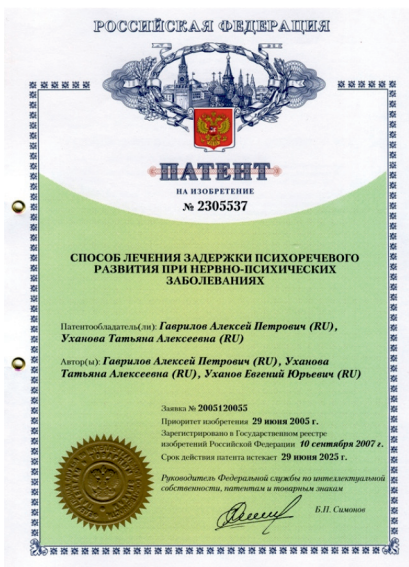 РОССИЙСКАЯ ФЕДЕРАЦИЯ
ПАТЕНТ
НА ИЗОБРЕТЕНИЕ
№ 2305537
СПОСОБ ЛЕЧЕНИЯ ЗАДЕРЖКИ ПСИХОРЕЧЕВОГО
РАЗВИТИЯ ПРИ НЕРВНО-ПСИХИЧЕСКИХ
ЗАБОЛЕВАНИЯХ
Патентообладатель(ли): Гаврилов Алексей Петрович (RU),
Уханова Татьяна Алексеевна (RU)
Автор(ы): Гаврилов Алексей Петрович (RU), Уханова
Татьяна Алексеевна (RU), Уханов Евгений Юрьевич (RU)
Заявка № 2005120055
Приоритет изобретения 29 июня 2005 г.
Зарегистрировано в Государственном реестре
изобретений Российской Федерации 10 сентября 2007 г.
Срок действия патента истекает 29 июня 2025 г.
Руководитель Федеральной службы по интеллектуальной
собственности, патентам и товарным знакам
Б.П. Симонов